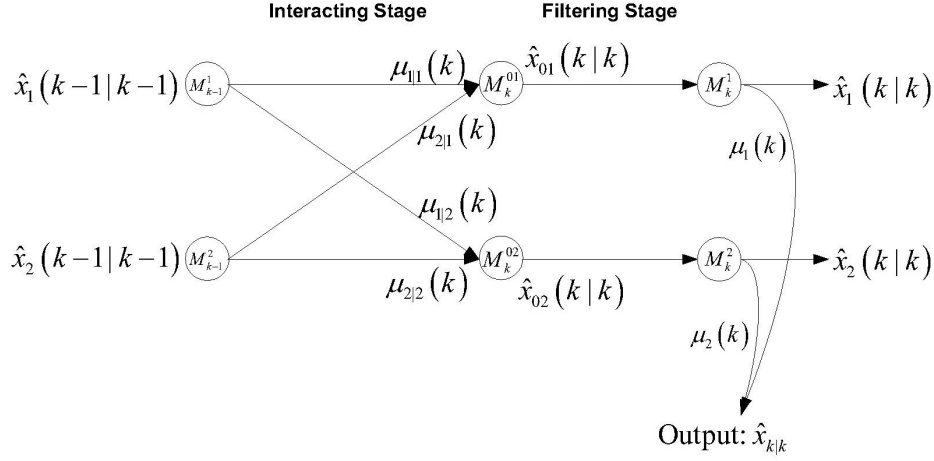 Interacting Stage
Filtering Stage
x̂₁(k−1|k−1)
M¹ₖ₋₁
μ₁|₁(k)
M⁰¹ₖ
x̂₀₁(k|k)
M¹ₖ
x̂₁(k|k)
μ₂|₁(k)
μ₁(k)
μ₁|₂(k)
x̂₂(k−1|k−1)
M²ₖ₋₁
μ₂|₂(k)
M⁰²ₖ
x̂₀₂(k|k)
M²ₖ
x̂₂(k|k)
μ₂(k)
Output: x̂ₖ|ₖ